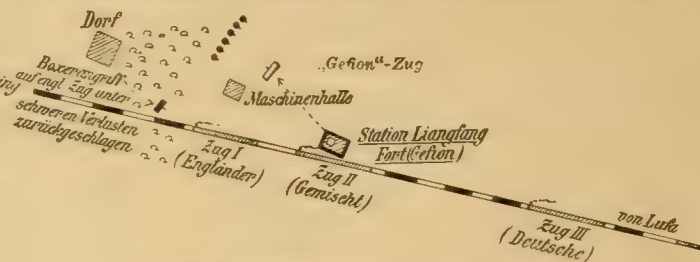 Dorf
Boxerangriff
auf engl. Zug unter
schweren Verlusten
zurückgeschlagen
„Gefion“-Zug
Maschinenhalle
Station Liangfang
Fort (Gefion)
Zug I
(Engländer)
Zug II
(Gemischt)
von Lufa
Zug III
(Deutsche)